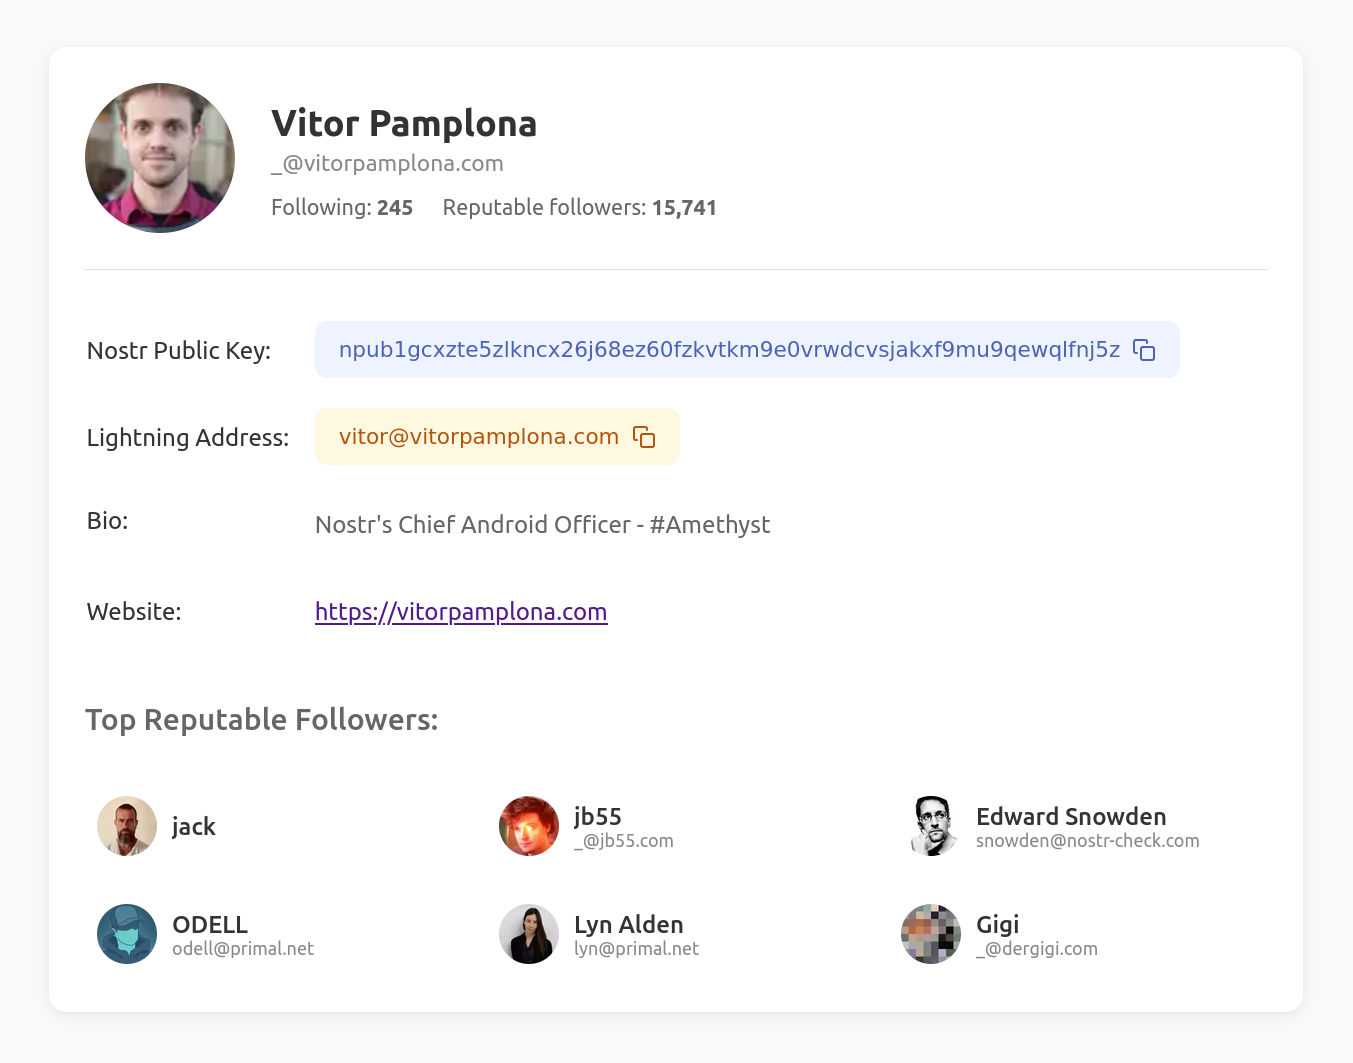 Vitor Pamplona
_@vitorpamplona.com
Following: 245 Reputable followers: 15,741
Nostr Public Key: npub1gcxzte5zlkncx26j68ez60fzkvtkm9e0vrwdcvsjakxf9mu9qewqlfnj5z
Lightning Address: vitor@vitorpamplona.com
Bio: Nostr's Chief Android Officer - #Amethyst
Website: https://vitorpamplona.com
Top Reputable Followers:
jack
jb55
_@jb55.com
Edward Snowden
snowden@nostr-check.com
ODELL
odell@primal.net
Lyn Alden
lyn@primal.net
Gigi
_@dergigi.com